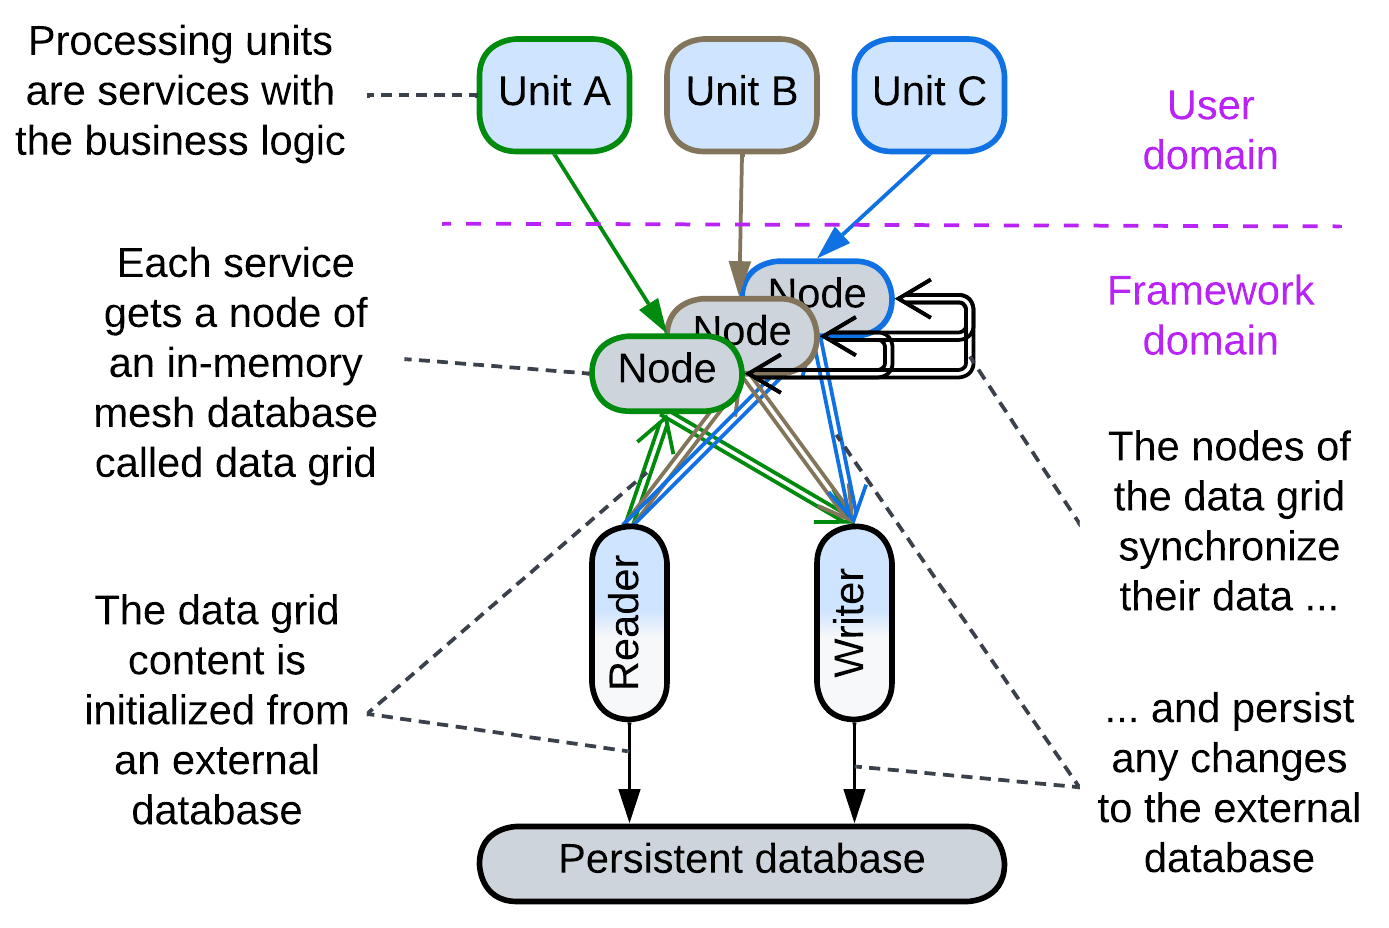 Processing units
are services with
the business logic
Unit A
Unit B
Unit C
User
domain
Each service
gets a node of
an in-memory
mesh database
called data grid
Node
Node
Node
Framework
domain
The nodes of
the data grid
synchronize
their data ...
The data grid
content is
initialized from
an external
database
Reader
Writer
... and persist
any changes
to the external
database
Persistent database